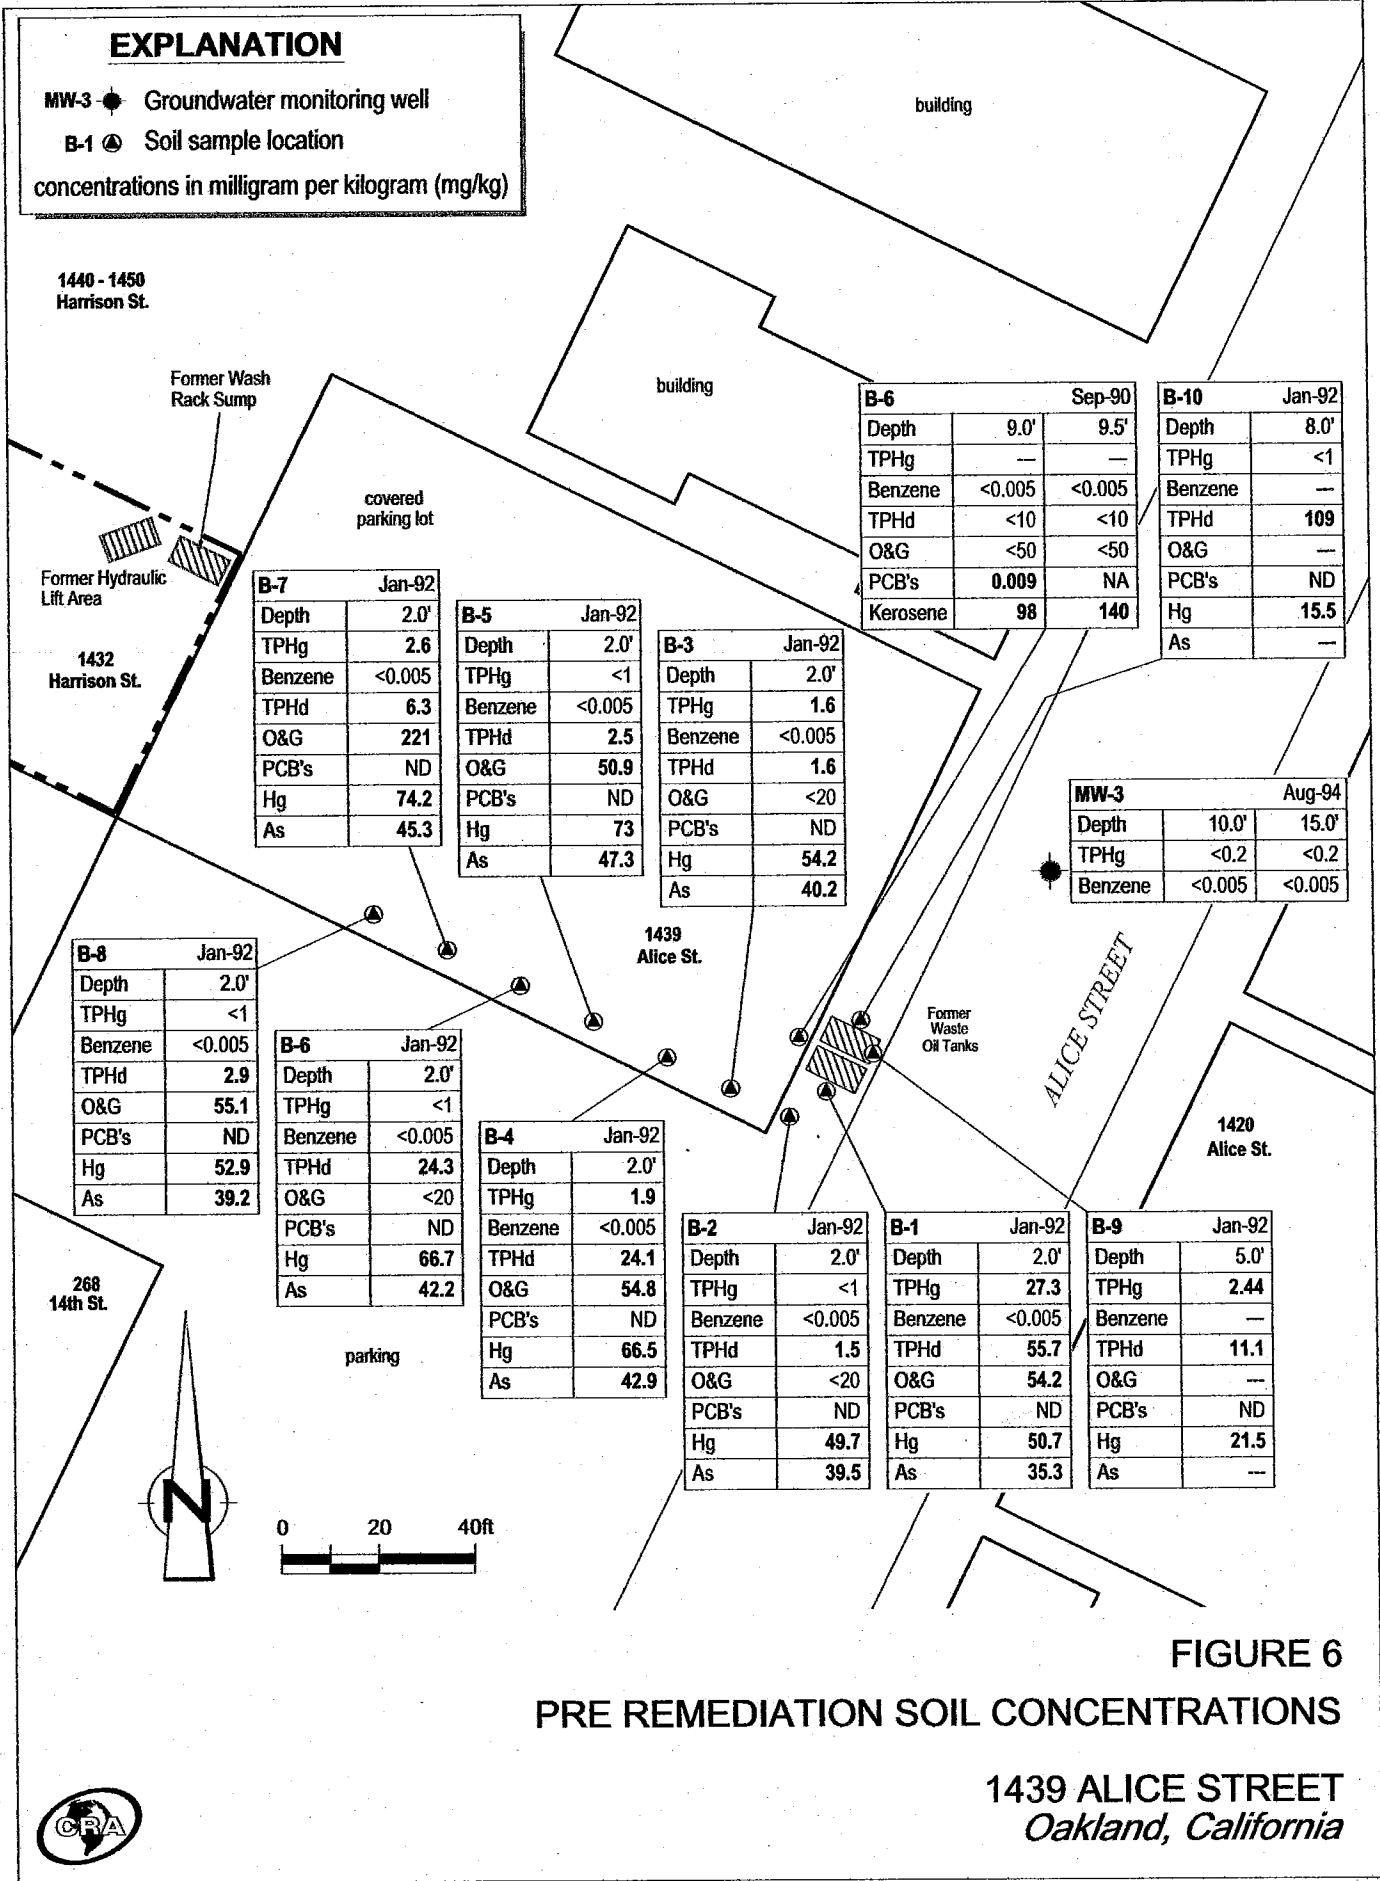 EXPLANATION
MW-3 Groundwater monitoring well
B-1 Soil sample location
concentrations in milligram per kilogram (mg/kg)
building
1440 - 1450
Harrison St.
Former Wash
Rack Sump
building
covered
parking lot
Former Hydraulic
Lift Area
1432
Harrison St.
B-6 Sep-90
Depth 9.0' 9.5'
TPHg --- ---
Benzene <0.005 <0.005
TPHd <10 <10
O&G <50 <50
PCB's 0.009 NA
Kerosene 98 140
B-10 Jan-92
Depth 8.0'
TPHg <1
Benzene ---
TPHd 109
O&G ---
PCB's ND
Hg 15.5
As ---
B-7 Jan-92
Depth 2.0'
TPHg 2.6
Benzene <0.005
TPHd 6.3
O&G 221
PCB's ND
Hg 74.2
As 45.3
B-5 Jan-92
Depth 2.0'
TPHg <1
Benzene <0.005
TPHd 2.5
O&G 50.9
PCB's ND
Hg 73
As 47.3
B-3 Jan-92
Depth 2.0'
TPHg 1.6
Benzene <0.005
TPHd 1.6
O&G <20
PCB's ND
Hg 54.2
As 40.2
MW-3 Aug-94
Depth 10.0' 15.0'
TPHg <0.2 <0.2
Benzene <0.005 <0.005
1439
Alice St.
Former
Waste
Oil Tanks
ALICE STREET
1420
Alice St.
B-8 Jan-92
Depth 2.0'
TPHg <1
Benzene <0.005
TPHd 2.9
O&G 55.1
PCB's ND
Hg 52.9
As 39.2
B-6 Jan-92
Depth 2.0'
TPHg <1
Benzene <0.005
TPHd 24.3
O&G <20
PCB's ND
Hg 66.7
As 42.2
B-4 Jan-92
Depth 2.0'
TPHg 1.9
Benzene <0.005
TPHd 24.1
O&G 54.8
PCB's ND
Hg 66.5
As 42.9
B-2 Jan-92
Depth 2.0'
TPHg <1
Benzene <0.005
TPHd 1.5
O&G <20
PCB's ND
Hg 49.7
As 39.5
B-1 Jan-92
Depth 2.0'
TPHg 27.3
Benzene <0.005
TPHd 55.7
O&G 54.2
PCB's ND
Hg 50.7
As 35.3
B-9 Jan-92
Depth 5.0'
TPHg 2.44
Benzene ---
TPHd 11.1
O&G ---
PCB's ND
Hg 21.5
As ---
268
14th St.
parking
N
0 20 40ft
FIGURE 6
PRE REMEDIATION SOIL CONCENTRATIONS
1439 ALICE STREET
Oakland, California
CRA